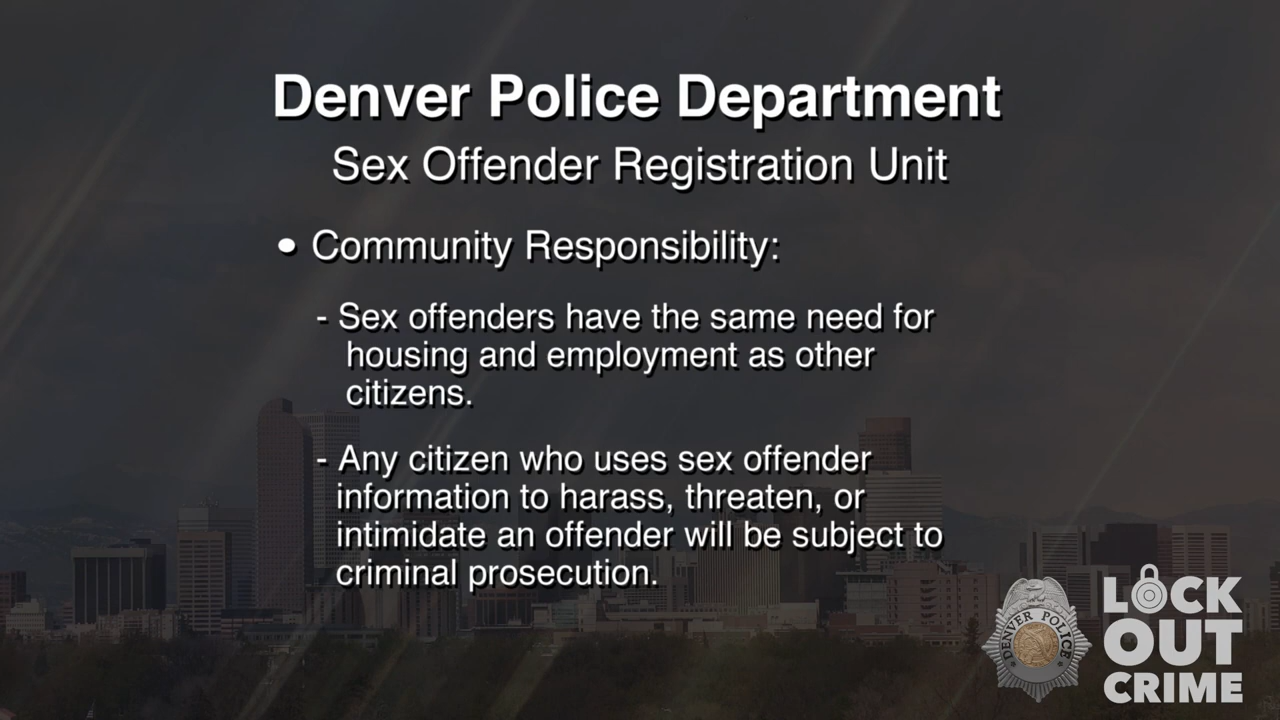 Denver Police Department
Sex Offender Registration Unit
• Community Responsibility:
- Sex offenders have the same need for
housing and employment as other
citizens.
- Any citizen who uses sex offender
information to harass, threaten, or
intimidate an offender will be subject to
criminal prosecution.
DENVER POLICE
LOCK
OUT
CRIME